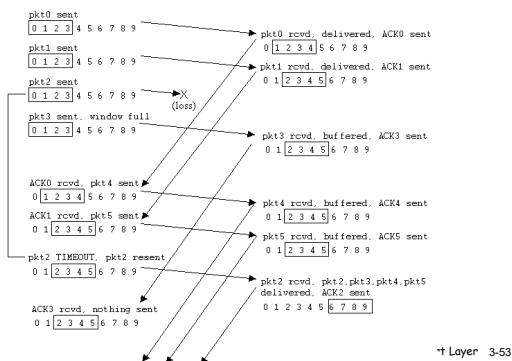 pkt0 sent
0 1 2 3 4 5 6 7 8 9
pkt0 rcvd, delivered, ACK0 sent
0 1 2 3 4 5 6 7 8 9
pkt1 sent
0 1 2 3 4 5 6 7 8 9
pkt1 rcvd, delivered, ACK1 sent
0 1 2 3 4 5 6 7 8 9
pkt2 sent
0 1 2 3 4 5 6 7 8 9
X
(loss)
pkt3 sent, window full
0 1 2 3 4 5 6 7 8 9
pkt3 rcvd, buffered, ACK3 sent
0 1 2 3 4 5 6 7 8 9
ACK0 rcvd, pkt4 sent
0 1 2 3 4 5 6 7 8 9
pkt4 rcvd, buffered, ACK4 sent
0 1 2 3 4 5 6 7 8 9
ACK1 rcvd, pkt5 sent
0 1 2 3 4 5 6 7 8 9
pkt5 rcvd, buffered, ACK5 sent
0 1 2 3 4 5 6 7 8 9
pkt2 TIMEOUT, pkt2 resent
0 1 2 3 4 5 6 7 8 9
pkt2 rcvd, pkt2,pkt3,pkt4,pkt5
delivered, ACK2 sent
0 1 2 3 4 5 6 7 8 9
ACK3 rcvd, nothing sent
0 1 2 3 4 5 6 7 8 9
t Layer 3-53